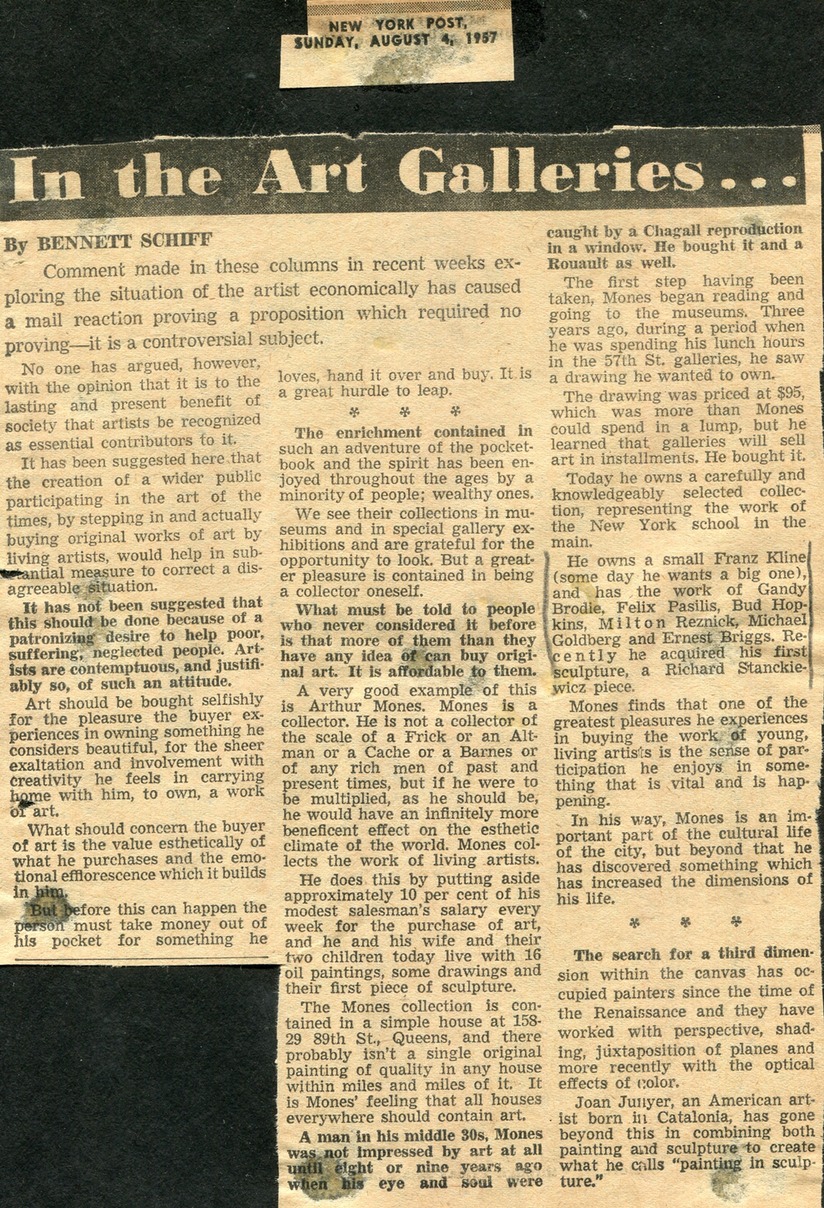 NEW YORK POST,
SUNDAY, AUGUST 4, 1957
In the Art Galleries...
By BENNETT SCHIFF
Comment made in these columns in recent weeks ex-
ploring the situation of the artist economically has caused
a mail reaction proving a proposition which required no
proving—it is a controversial subject.
No one has argued, however,
with the opinion that it is to the
lasting and present benefit of
society that artists be recognized
as essential contributors to it.
It has been suggested here that
the creation of a wider public
participating in the art of the
times, by stepping in and actually
buying original works of art by
living artists, would help in sub-
stantial measure to correct a dis-
agreeable situation.
It has not been suggested that
this should be done because of a
patronizing desire to help poor,
suffering, neglected people. Art-
ists are contemptuous, and justifi-
ably so, of such an attitude.
Art should be bought selfishly
for the pleasure the buyer ex-
periences in owning something he
considers beautiful, for the sheer
exaltation and involvement with
creativity he feels in carrying
home with him, to own, a work
of art.
What should concern the buyer
of art is the value esthetically of
what he purchases and the emo-
tional efflorescence which it builds
in him.
But before this can happen the
person must take money out of
his pocket for something he
loves, hand it over and buy. It is
a great hurdle to leap.
* * *
The enrichment contained in
such an adventure of the pocket-
book and the spirit has been en-
joyed throughout the ages by a
minority of people; wealthy ones.
We see their collections in mu-
seums and in special gallery ex-
hibitions and are grateful for the
opportunity to look. But a great-
er pleasure is contained in being
a collector oneself.
What must be told to people
who never considered it before
is that more of them than they
have any idea of can buy origi-
nal art. It is affordable to them.
A very good example of this
is Arthur Mones. Mones is a
collector. He is not a collector of
the scale of a Frick or an Alt-
man or a Cache or a Barnes or
of any rich men of past and
present times, but if he were to
be multiplied, as he should be,
he would have an infinitely more
beneficent effect on the esthetic
climate of the world. Mones col-
lects the work of living artists.
He does this by putting aside
approximately 10 per cent of his
modest salesman's salary every
week for the purchase of art,
and he and his wife and their
two children today live with 16
oil paintings, some drawings and
their first piece of sculpture.
The Mones collection is con-
tained in a simple house at 158-
29 89th St., Queens, and there
probably isn't a single original
painting of quality in any house
within miles and miles of it. It
is Mones' feeling that all houses
everywhere should contain art.
A man in his middle 30s, Mones
was not impressed by art at all
until eight or nine years ago
when his eye and soul were
caught by a Chagall reproduction
in a window. He bought it and a
Rouault as well.
The first step having been
taken, Mones began reading and
going to the museums. Three
years ago, during a period when
he was spending his lunch hours
in the 57th St. galleries, he saw
a drawing he wanted to own.
The drawing was priced at $95,
which was more than Mones
could spend in a lump, but he
learned that galleries will sell
art in installments. He bought it.
Today he owns a carefully and
knowledgeably selected collec-
tion, representing the work of
the New York school in the
main.
He owns a small Franz Kline
(some day he wants a big one),
and has the work of Gandy
Brodie, Felix Pasilis, Bud Hop-
kins, Milton Reznick, Michael
Goldberg and Ernest Briggs. Re-
cently he acquired his first
sculpture, a Richard Stanckie-
wicz piece.
Mones finds that one of the
greatest pleasures he experiences
in buying the work of young,
living artists is the sense of par-
ticipation he enjoys in some-
thing that is vital and is hap-
pening.
In his way, Mones is an im-
portant part of the cultural life
of the city, but beyond that he
has discovered something which
has increased the dimensions of
his life.
* * *
The search for a third dimen-
sion within the canvas has oc-
cupied painters since the time of
the Renaissance and they have
worked with perspective, shad-
ing, juxtaposition of planes and
more recently with the optical
effects of color.
Joan Junyer, an American art-
ist born in Catalonia, has gone
beyond this in combining both
painting and sculpture to create
what he calls "painting in sculp-
ture."